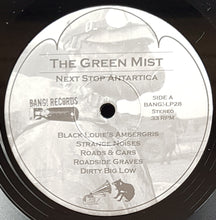 THE GREEN MIST
NEXT STOP ANTARTICA
BANG! RECORDS
SIDE A
BANG!-LP28
STEREO
33 RPM
BLACK LOUIE'S AMBERGRIS
STRANGE NOISES
ROADS & CARS
ROADSIDE GRAVES
DIRTY BIG LOW